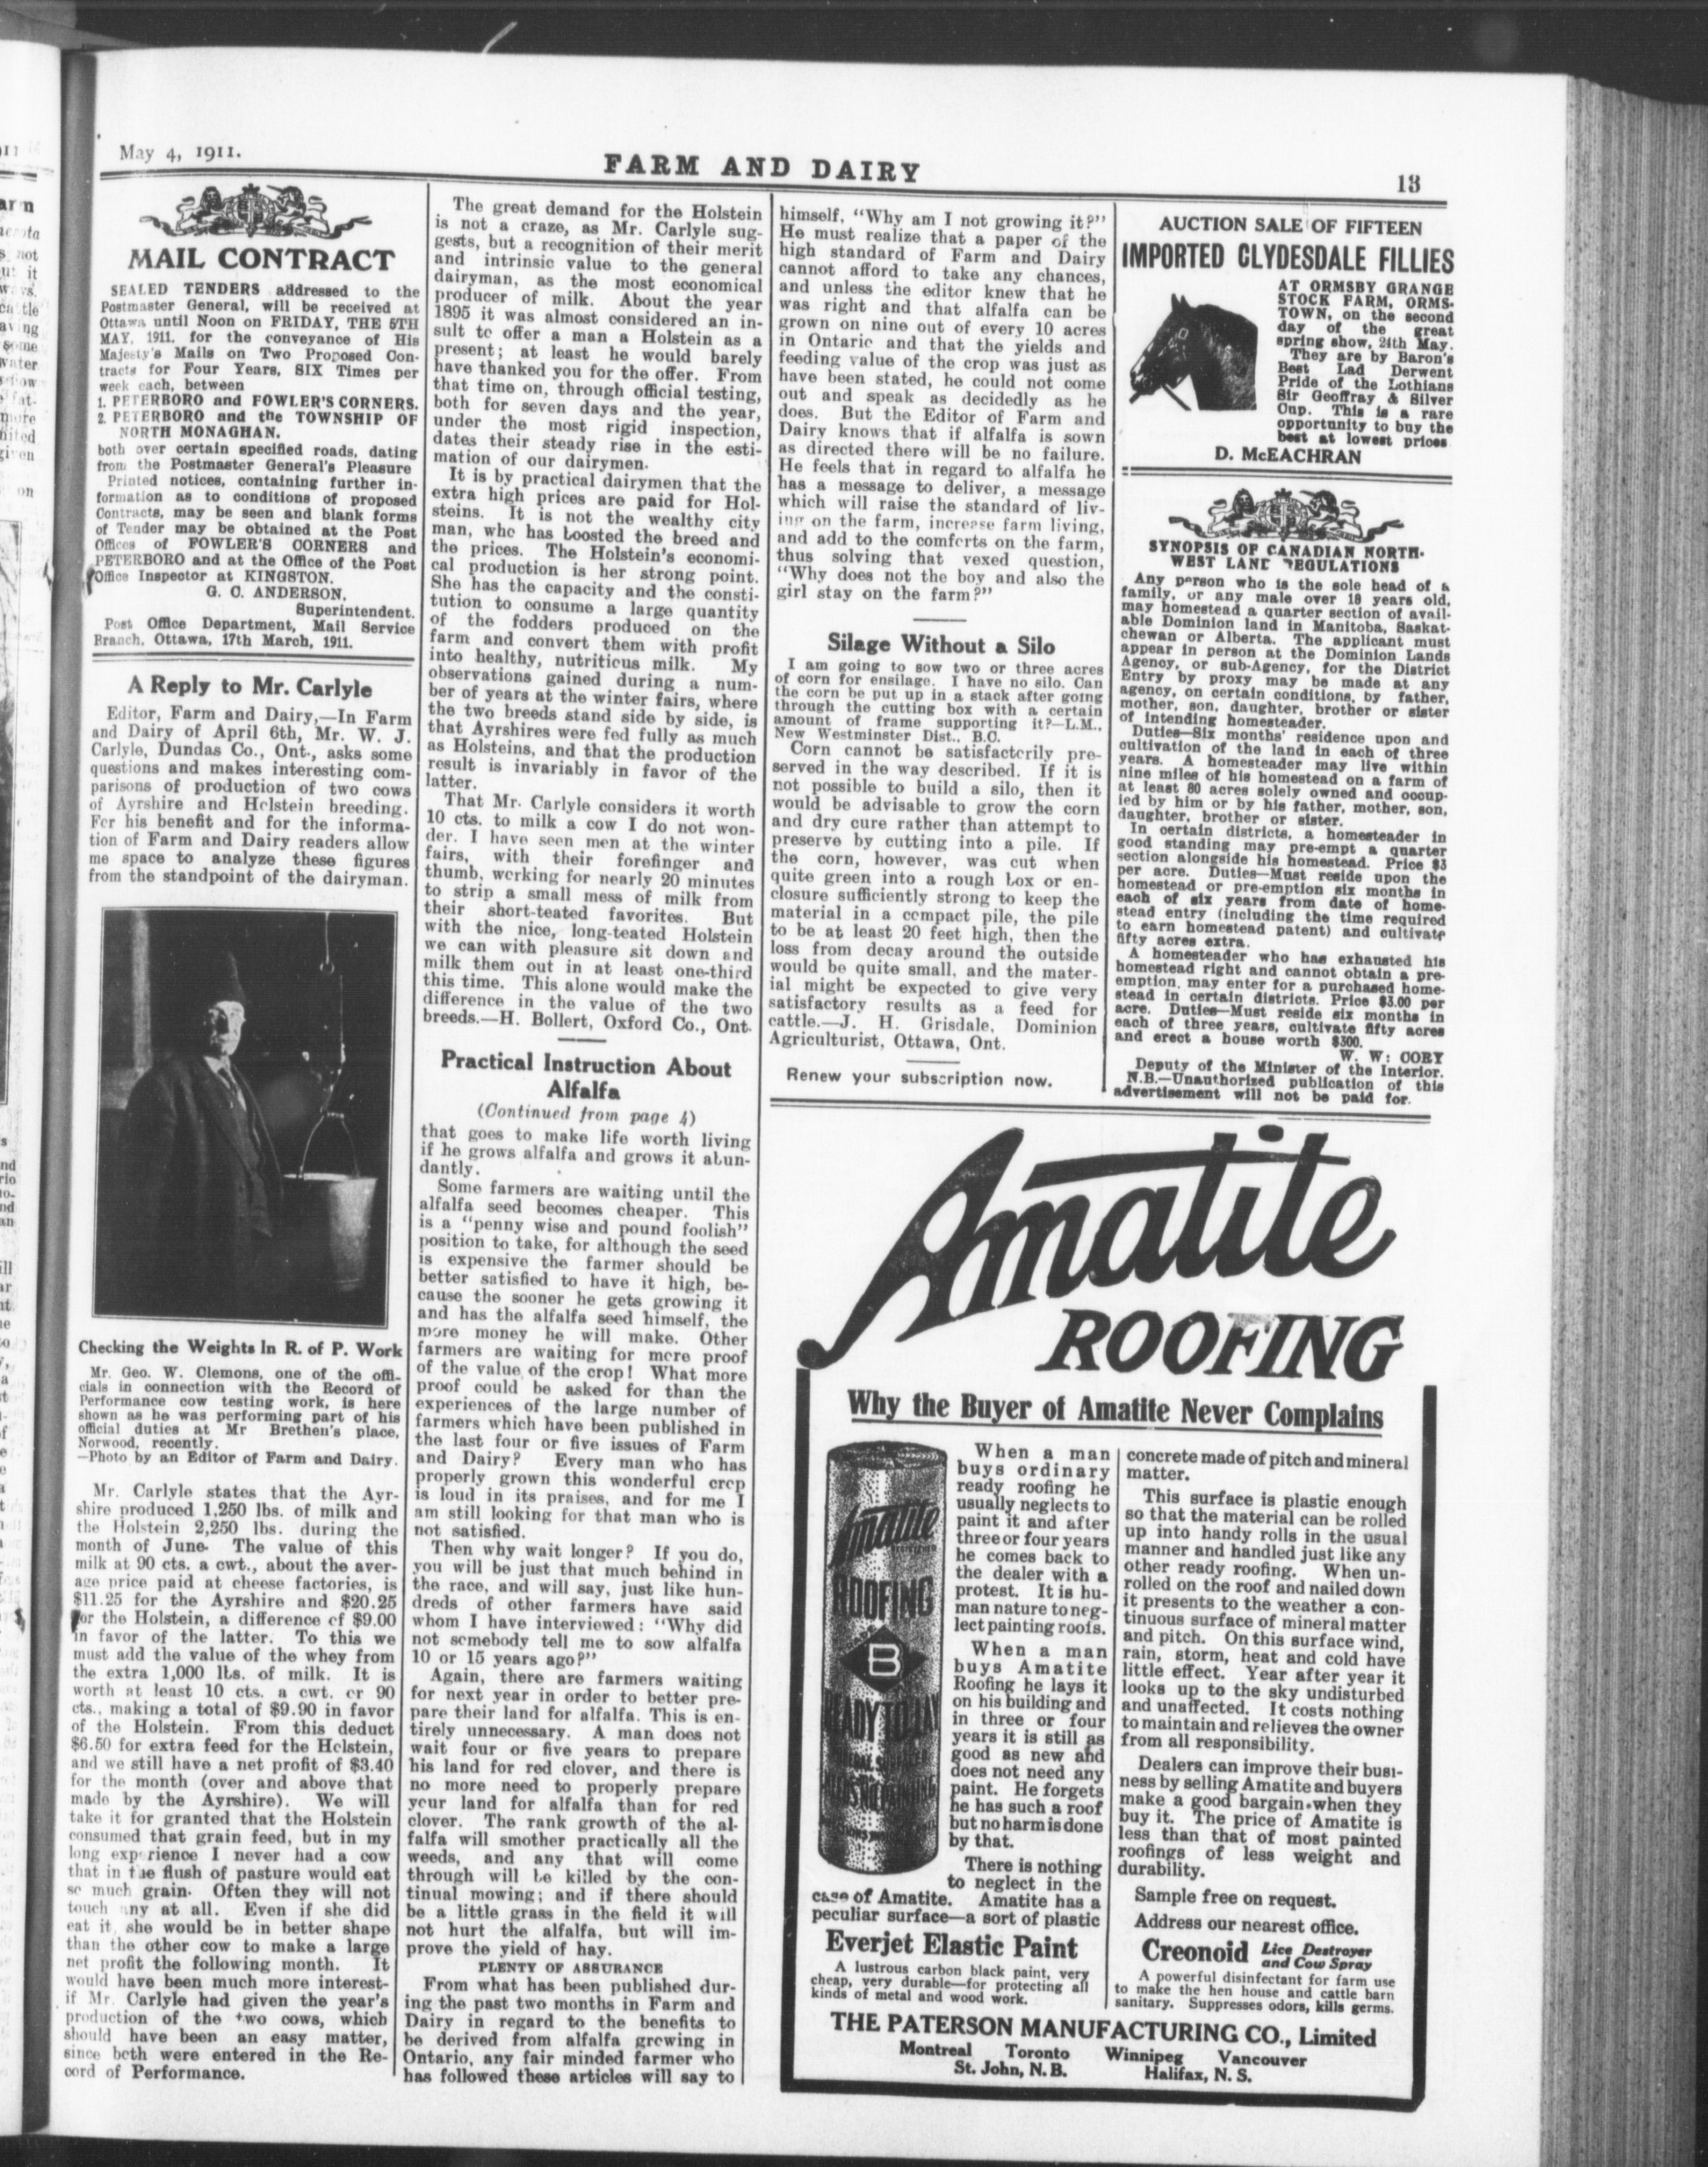 May 4, 1911.
FARM AND DAIRY
13
MAIL CONTRACT
SEALED TENDERS addressed to the
Postmaster General, will be received at
Ottawa until Noon on FRIDAY, THE 5TH
MAY, 1911, for the conveyance of His
Majesty's Mails on Two Proposed Con-
tracts for Four Years, SIX Times per
week each, between
1. PETERBORO and FOWLER'S CORNERS.
2. PETERBORO and the TOWNSHIP OF
NORTH MONAGHAN.
both over certain specified roads, dating
from the Postmaster General's Pleasure
Printed notices, containing further in-
formation as to conditions of proposed
Contracts, may be seen and blank forms
of Tender may be obtained at the Post
Offices of FOWLER'S CORNERS and
PETERBORO and at the Office of the Post
Office Inspector at KINGSTON.
G. C. ANDERSON,
Superintendent.
Post Office Department, Mail Service
Branch, Ottawa, 17th March, 1911.
A Reply to Mr. Carlyle
Editor, Farm and Dairy,—In Farm
and Dairy of April 6th, Mr. W. J.
Carlyle, Dundas Co., Ont., asks some
questions and makes interesting com-
parisons of production of two cows
of Ayrshire and Holstein breeding.
For his benefit and for the informa-
tion of Farm and Dairy readers allow
me space to analyze these figures
from the standpoint of the dairyman.
Checking the Weights In R. of P. Work
Mr. Geo. W. Clemons, one of the offi-
cials in connection with the Record of
Performance cow testing work, is here
shown as he was performing part of his
official duties at Mr Brethen's place,
Norwood, recently.
—Photo by an Editor of Farm and Dairy.
Mr. Carlyle states that the Ayr-
shire produced 1,250 lbs. of milk and
the Holstein 2,250 lbs. during the
month of June. The value of this
milk at 90 cts. a cwt., about the aver-
age price paid at cheese factories, is
$11.25 for the Ayrshire and $20.25
for the Holstein, a difference of $9.00
in favor of the latter. To this we
must add the value of the whey from
the extra 1,000 lbs. of milk. It is
worth at least 10 cts. a cwt. or 90
cts., making a total of $9.90 in favor
of the Holstein. From this deduct
$6.50 for extra feed for the Holstein,
and we still have a net profit of $3.40
for the month (over and above that
made by the Ayrshire). We will
take it for granted that the Holstein
consumed that grain feed, but in my
long experience I never had a cow
that in the flush of pasture would eat
so much grain. Often they will not
touch any at all. Even if she did
eat it, she would be in better shape
than the other cow to make a large
net profit the following month. It
would have been much more interest-
if Mr. Carlyle had given the year's
production of the two cows, which
should have been an easy matter,
since both were entered in the Re-
cord of Performance.
The great demand for the Holstein
is not a craze, as Mr. Carlyle sug-
gests, but a recognition of their merit
and intrinsic value to the general
dairyman, as the most economical
producer of milk. About the year
1895 it was almost considered an in-
sult to offer a man a Holstein as a
present; at least he would barely
have thanked you for the offer. From
that time on, through official testing,
both for seven days and the year,
under the most rigid inspection,
dates their steady rise in the esti-
mation of our dairymen.
It is by practical dairymen that the
extra high prices are paid for Hol-
steins. It is not the wealthy city
man, who has boosted the breed and
the prices. The Holstein's economi-
cal production is her strong point.
She has the capacity and the consti-
tution to consume a large quantity
of the fodders produced on the
farm and convert them with profit
into healthy, nutritious milk. My
observations gained during a num-
ber of years at the winter fairs, where
the two breeds stand side by side, is
that Ayrshires were fed fully as much
as Holsteins, and that the production
result is invariably in favor of the
latter.
That Mr. Carlyle considers it worth
10 cts. to milk a cow I do not won-
der. I have seen men at the winter
fairs, with their forefinger and
thumb, working for nearly 20 minutes
to strip a small mess of milk from
their short-teated favorites. But
with the nice, long-teated Holstein
we can with pleasure sit down and
milk them out in at least one-third
this time. This alone would make the
difference in the value of the two
breeds.—H. Bollert, Oxford Co., Ont.
Practical Instruction About
Alfalfa
(Continued from page 4)
that goes to make life worth living
if he grows alfalfa and grows it abun-
dantly.
Some farmers are waiting until the
alfalfa seed becomes cheaper. This
is a "penny wise and pound foolish"
position to take, for although the seed
is expensive the farmer should be
better satisfied to have it high, be-
cause the sooner he gets growing it
and has the alfalfa seed himself, the
more money he will make. Other
farmers are waiting for more proof
of the value of the crop! What more
proof could be asked for than the
experiences of the large number of
farmers which have been published in
the last four or five issues of Farm
and Dairy? Every man who has
properly grown this wonderful crop
is loud in its praises, and for me I
am still looking for that man who is
not satisfied.
Then why wait longer? If you do,
you will be just that much behind in
the race, and will say, just like hun-
dreds of other farmers have said
whom I have interviewed: "Why did
not somebody tell me to sow alfalfa
10 or 15 years ago?"
Again, there are farmers waiting
for next year in order to better pre-
pare their land for alfalfa. This is en-
tirely unnecessary. A man does not
wait four or five years to prepare
his land for red clover, and there is
no more need to properly prepare
your land for alfalfa than for red
clover. The rank growth of the al-
falfa will smother practically all the
weeds, and any that will come
through will be killed by the con-
tinual mowing; and if there should
be a little grass in the field it will
not hurt the alfalfa, but will im-
prove the yield of hay.
PLENTY OF ASSURANCE
From what has been published dur-
ing the past two months in Farm and
Dairy in regard to the benefits to
be derived from alfalfa growing in
Ontario, any fair minded farmer who
has followed these articles will say to
himself, "Why am I not growing it?"
He must realize that a paper of the
high standard of Farm and Dairy
cannot afford to take any chances,
and unless the editor knew that he
was right and that alfalfa can be
grown on nine out of every 10 acres
in Ontario and that the yields and
feeding value of the crop was just as
have been stated, he could not come
out and speak as decidedly as he
does. But the Editor of Farm and
Dairy knows that if alfalfa is sown
as directed there will be no failure.
He feels that in regard to alfalfa he
has a message to deliver, a message
which will raise the standard of liv-
ing on the farm, increase farm living,
and add to the comforts on the farm,
thus solving that vexed question,
"Why does not the boy and also the
girl stay on the farm?"
Silage Without a Silo
I am going to sow two or three acres
of corn for ensilage. I have no silo. Can
the corn be put up in a stack after going
through the cutting box with a certain
amount of frame supporting it?—L.M.,
New Westminster Dist., B.C.
Corn cannot be satisfactorily pre-
served in the way described. If it is
not possible to build a silo, then it
would be advisable to grow the corn
and dry cure rather than attempt to
preserve by cutting into a pile. If
the corn, however, was cut when
quite green into a rough box or en-
closure sufficiently strong to keep the
material in a compact pile, the pile
to be at least 20 feet high, then the
loss from decay around the outside
would be quite small, and the mater-
ial might be expected to give very
satisfactory results as a feed for
cattle.—J. H. Grisdale, Dominion
Agriculturist, Ottawa, Ont.
Renew your subscription now.
AUCTION SALE OF FIFTEEN
IMPORTED CLYDESDALE FILLIES
AT ORMSBY GRANGE
STOCK FARM, ORMS-
TOWN, on the second
day of the great
spring show, 24th May.
They are by Baron's
Best Lad Derwent
Pride of the Lothians
Sir Geoffray & Silver
Cup. This is a rare
opportunity to buy the
best at lowest prices
D. McEACHRAN
SYNOPSIS OF CANADIAN NORTH-
WEST LAND REGULATIONS
Any person who is the sole head of a
family, or any male over 18 years old,
may homestead a quarter section of avail-
able Dominion land in Manitoba, Saskat-
chewan or Alberta. The applicant must
appear in person at the Dominion Lands
Agency, or sub-Agency, for the District
Entry by proxy may be made at any
agency, on certain conditions, by father,
mother, son, daughter, brother or sister
of intending homesteader.
Duties—Six months' residence upon and
cultivation of the land in each of three
years. A homesteader may live within
nine miles of his homestead on a farm of
at least 80 acres solely owned and occup-
ied by him or by his father, mother, son,
daughter, brother or sister.
In certain districts, a homesteader in
good standing may pre-empt a quarter
section alongside his homestead. Price $3
per acre. Duties—Must reside upon the
homestead or pre-emption six months in
each of six years from date of home-
stead entry (including the time required
to earn homestead patent) and cultivate
fifty acres extra.
A homesteader who has exhausted his
homestead right and cannot obtain a pre-
emption, may enter for a purchased home-
stead in certain districts. Price $3.00 per
acre. Duties—Must reside six months in
each of three years, cultivate fifty acres
and erect a house worth $300.
W. W: CORY
Deputy of the Minister of the Interior.
N.B.—Unauthorized publication of this
advertisement will not be paid for.
Amatite
ROOFING
Why the Buyer of Amatite Never Complains
Amatite
ROOFING
B
READY TO LAY
When a man
buys ordinary
ready roofing he
usually neglects to
paint it and after
three or four years
he comes back to
the dealer with a
protest. It is hu-
man nature to neg-
lect painting roofs.
When a man
buys Amatite
Roofing he lays it
on his building and
in three or four
years it is still as
good as new and
does not need any
paint. He forgets
he has such a roof
but no harm is done
by that.
There is nothing
to neglect in the
case of Amatite. Amatite has a
peculiar surface—a sort of plastic
concrete made of pitch and mineral
matter.
This surface is plastic enough
so that the material can be rolled
up into handy rolls in the usual
manner and handled just like any
other ready roofing. When un-
rolled on the roof and nailed down
it presents to the weather a con-
tinuous surface of mineral matter
and pitch. On this surface wind,
rain, storm, heat and cold have
little effect. Year after year it
looks up to the sky undisturbed
and unaffected. It costs nothing
to maintain and relieves the owner
from all responsibility.
Dealers can improve their busi-
ness by selling Amatite and buyers
make a good bargain when they
buy it. The price of Amatite is
less than that of most painted
roofings of less weight and
durability.
Sample free on request.
Address our nearest office.
Everjet Elastic Paint
A lustrous carbon black paint, very
cheap, very durable—for protecting all
kinds of metal and wood work.
Creonoid Lice Destroyer
and Cow Spray
A powerful disinfectant for farm use
to make the hen house and cattle barn
sanitary. Suppresses odors, kills germs.
THE PATERSON MANUFACTURING CO., Limited
Montreal Toronto Winnipeg Vancouver
St. John, N. B. Halifax, N. S.